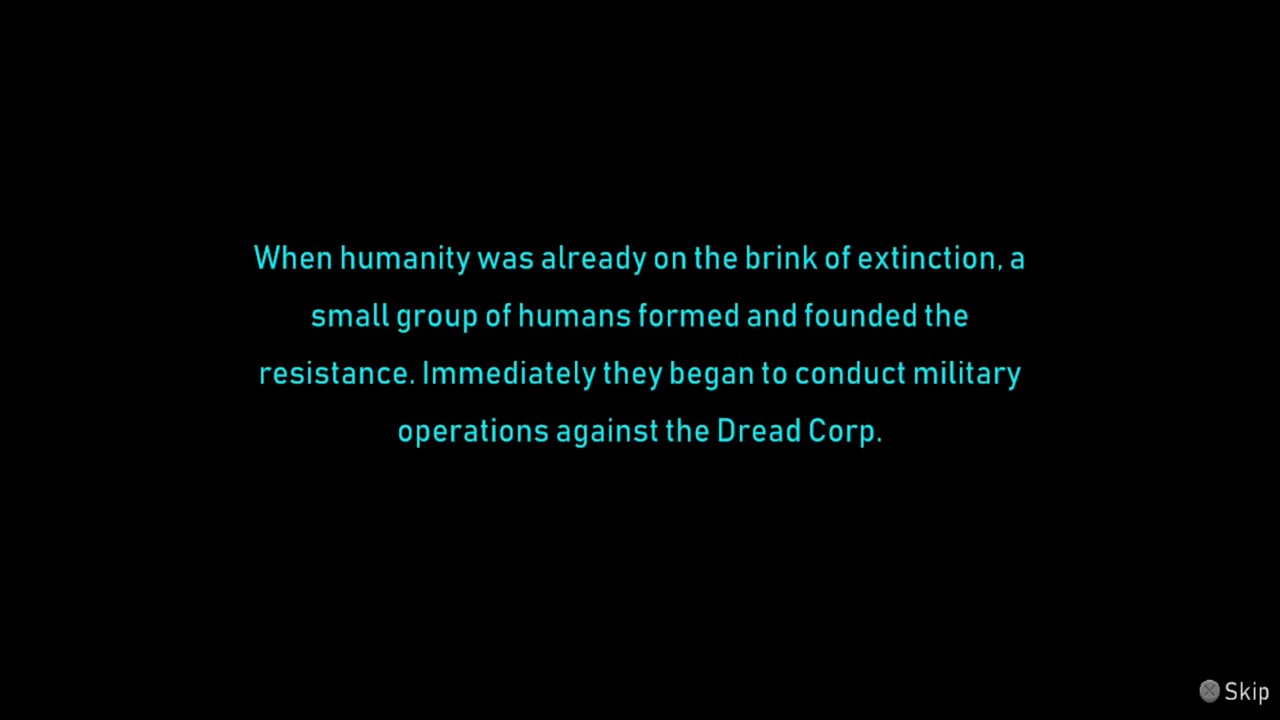 When humanity was already on the brink of extinction, a
small group of humans formed and founded the
resistance. Immediately they began to conduct military
operations against the Dread Corp.
Skip